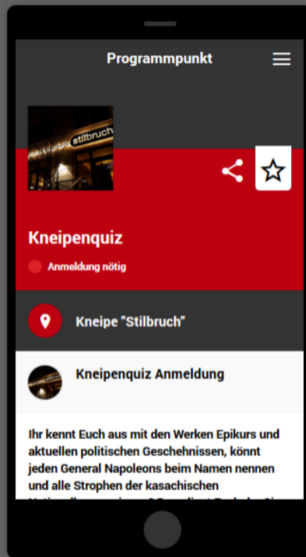 Programmpunkt
stilbruch
Kneipenquiz
Anmeldung nötig
Kneipe "Stilbruch"
Kneipenquiz Anmeldung
Ihr kennt Euch aus mit den Werken Epikurs und
aktuellen politischen Geschehnissen, könnt
jeden General Napoleons beim Namen nennen
und alle Strophen der kasachischen